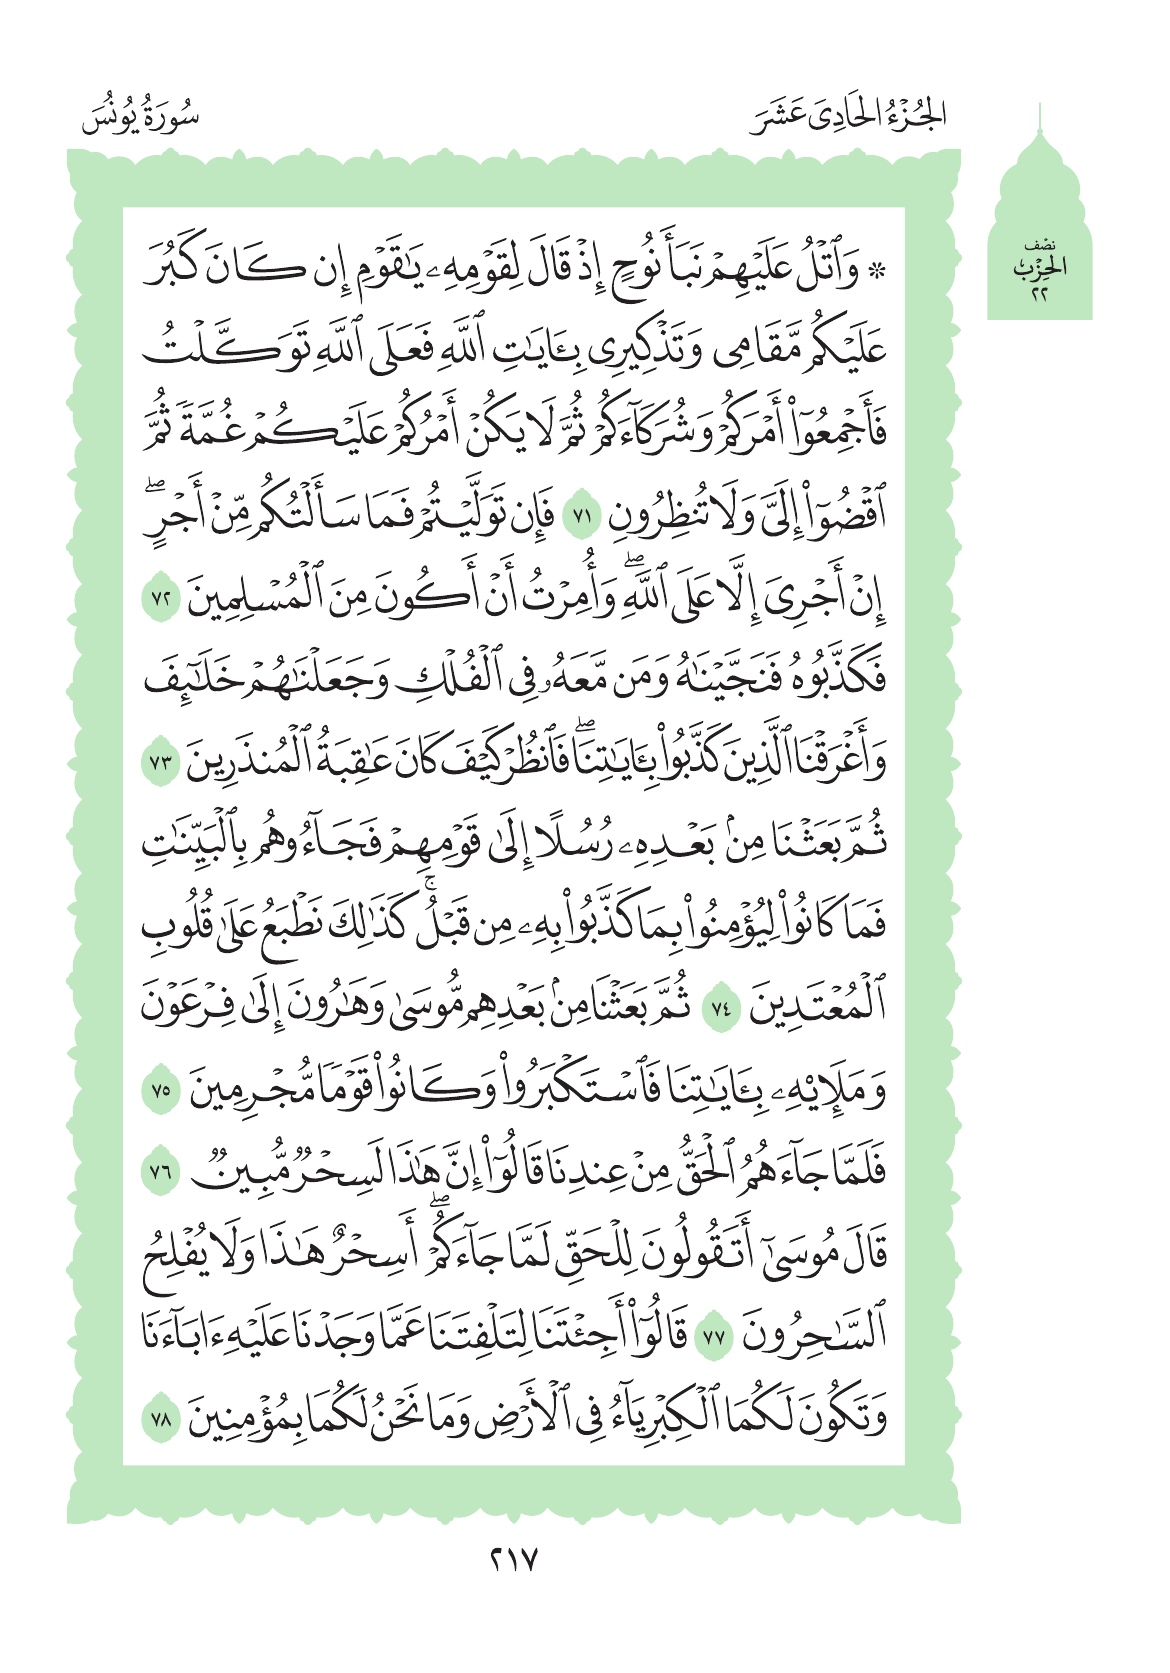 الجُزْءُ الحَادِىَ عَشَرَ
سُورَةُ يُونُسَ
نصْف
الحِزْب
٢٢
۞ وَٱتْلُ عَلَيْهِمْ نَبَأَ نُوحٍ إِذْ قَالَ لِقَوْمِهِۦ يَـٰقَوْمِ إِن كَانَ كَبُرَ
عَلَيْكُم مَّقَامِى وَتَذْكِيرِى بِـَٔايَـٰتِ ٱللَّهِ فَعَلَى ٱللَّهِ تَوَكَّلْتُ
فَأَجْمِعُوٓا۟ أَمْرَكُمْ وَشُرَكَآءَكُمْ ثُمَّ لَا يَكُنْ أَمْرُكُمْ عَلَيْكُمْ غُمَّةً ثُمَّ
ٱقْضُوٓا۟ إِلَىَّ وَلَا تُنظِرُونِ ٧١ فَإِن تَوَلَّيْتُمْ فَمَا سَأَلْتُكُم مِّنْ أَجْرٍ ۖ
إِنْ أَجْرِىَ إِلَّا عَلَى ٱللَّهِ ۖ وَأُمِرْتُ أَنْ أَكُونَ مِنَ ٱلْمُسْلِمِينَ ٧٢
فَكَذَّبُوهُ فَنَجَّيْنَـٰهُ وَمَن مَّعَهُۥ فِى ٱلْفُلْكِ وَجَعَلْنَـٰهُمْ خَلَـٰٓئِفَ
وَأَغْرَقْنَا ٱلَّذِينَ كَذَّبُوا۟ بِـَٔايَـٰتِنَا ۖ فَٱنظُرْ كَيْفَ كَانَ عَـٰقِبَةُ ٱلْمُنذَرِينَ ٧٣
ثُمَّ بَعَثْنَا مِنۢ بَعْدِهِۦ رُسُلًا إِلَىٰ قَوْمِهِمْ فَجَآءُوهُم بِٱلْبَيِّنَـٰتِ
فَمَا كَانُوا۟ لِيُؤْمِنُوا۟ بِمَا كَذَّبُوا۟ بِهِۦ مِن قَبْلُ ۚ كَذَٰلِكَ نَطْبَعُ عَلَىٰ قُلُوبِ
ٱلْمُعْتَدِينَ ٧٤ ثُمَّ بَعَثْنَا مِنۢ بَعْدِهِم مُّوسَىٰ وَهَـٰرُونَ إِلَىٰ فِرْعَوْنَ
وَمَلَإِي۟هِۦ بِـَٔايَـٰتِنَا فَٱسْتَكْبَرُوا۟ وَكَانُوا۟ قَوْمًا مُّجْرِمِينَ ٧٥
فَلَمَّا جَآءَهُمُ ٱلْحَقُّ مِنْ عِندِنَا قَالُوٓا۟ إِنَّ هَـٰذَا لَسِحْرٌ مُّبِينٌ ٧٦
قَالَ مُوسَىٰٓ أَتَقُولُونَ لِلْحَقِّ لَمَّا جَآءَكُمْ ۖ أَسِحْرٌ هَـٰذَا وَلَا يُفْلِحُ
ٱلسَّـٰحِرُونَ ٧٧ قَالُوٓا۟ أَجِئْتَنَا لِتَلْفِتَنَا عَمَّا وَجَدْنَا عَلَيْهِ ءَابَآءَنَا
وَتَكُونَ لَكُمَا ٱلْكِبْرِيَآءُ فِى ٱلْأَرْضِ وَمَا نَحْنُ لَكُمَا بِمُؤْمِنِينَ ٧٨
٢١٧